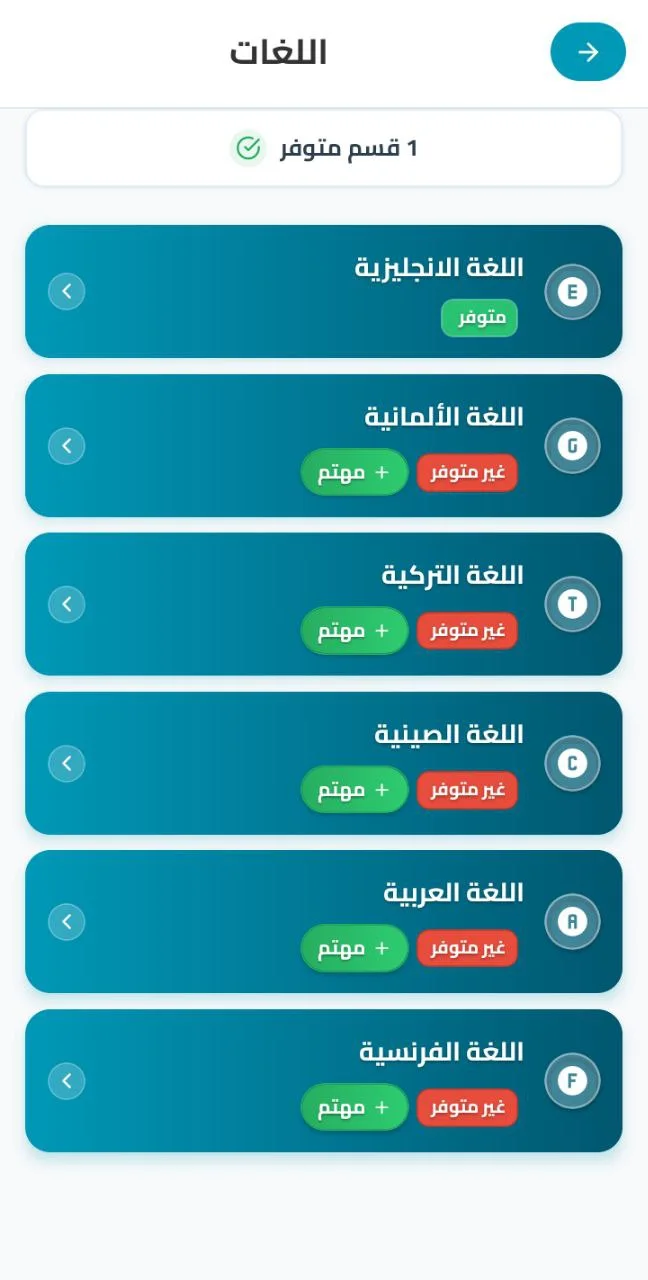 اللغات
1 قسم متوفر
E
اللغة الانجليزية
متوفر
G
اللغة الألمانية
غير متوفر + مهتم
T
اللغة التركية
غير متوفر + مهتم
C
اللغة الصينية
غير متوفر + مهتم
A
اللغة العربية
غير متوفر + مهتم
F
اللغة الفرنسية
غير متوفر + مهتم